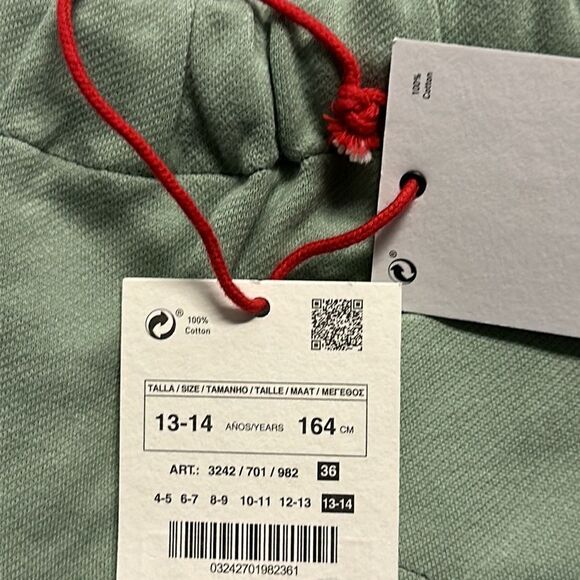 100%
Cotton
®
®
100%
Cotton
TALLA / SIZE / TAMANHO / TAILLE / MAAT / ΜΕΓΕΘΟΣ
13-14 AÑOS/YEARS 164 CM
ART.: 3242 / 701 / 982 36
4-5 6-7 8-9 10-11 12-13 13-14
03242701982361